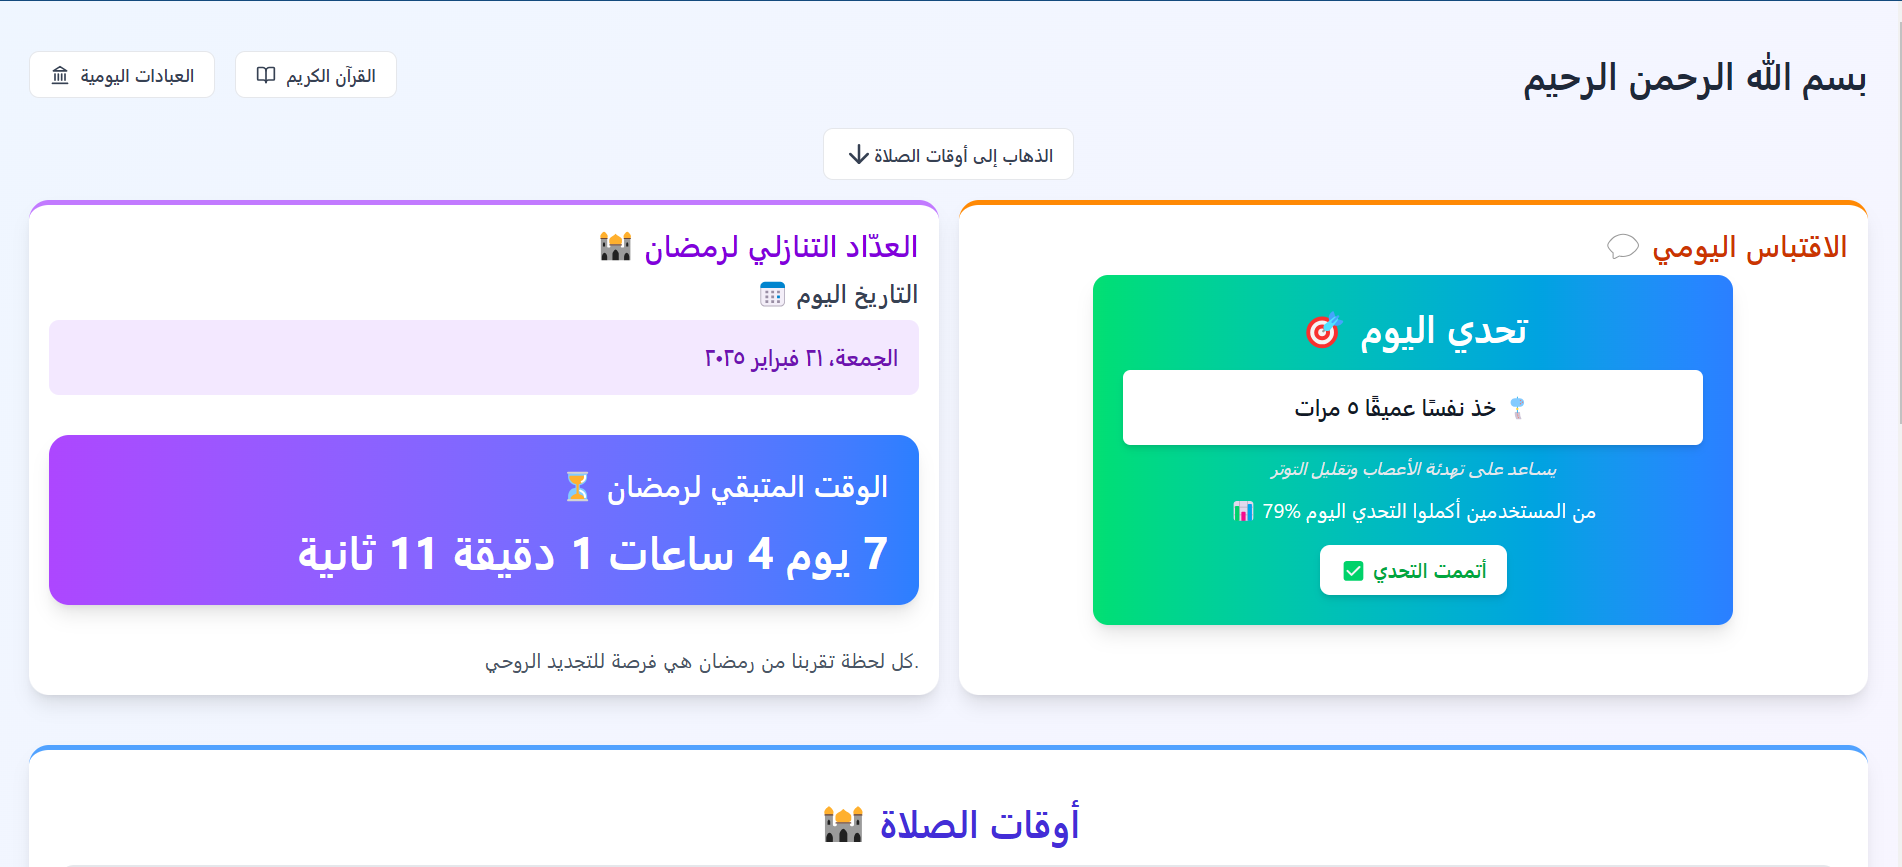 بسم الله الرحمن الرحيم
القرآن الكريم
العبادات اليومية
الذهاب إلى أوقات الصلاة
الاقتباس اليومي
تحدي اليوم
خذ نفسًا عميقًا ٥ مرات
يساعد على تهدئة الأعصاب وتقليل التوتر
من المستخدمين أكملوا التحدي اليوم 79%
أتممت التحدي
العدّاد التنازلي لرمضان
التاريخ اليوم
الجمعة، ٢١ فبراير ٢٠٢٥
الوقت المتبقي لرمضان
7 يوم 4 ساعات 1 دقيقة 11 ثانية
.كل لحظة تقربنا من رمضان هي فرصة للتجديد الروحي
أوقات الصلاة